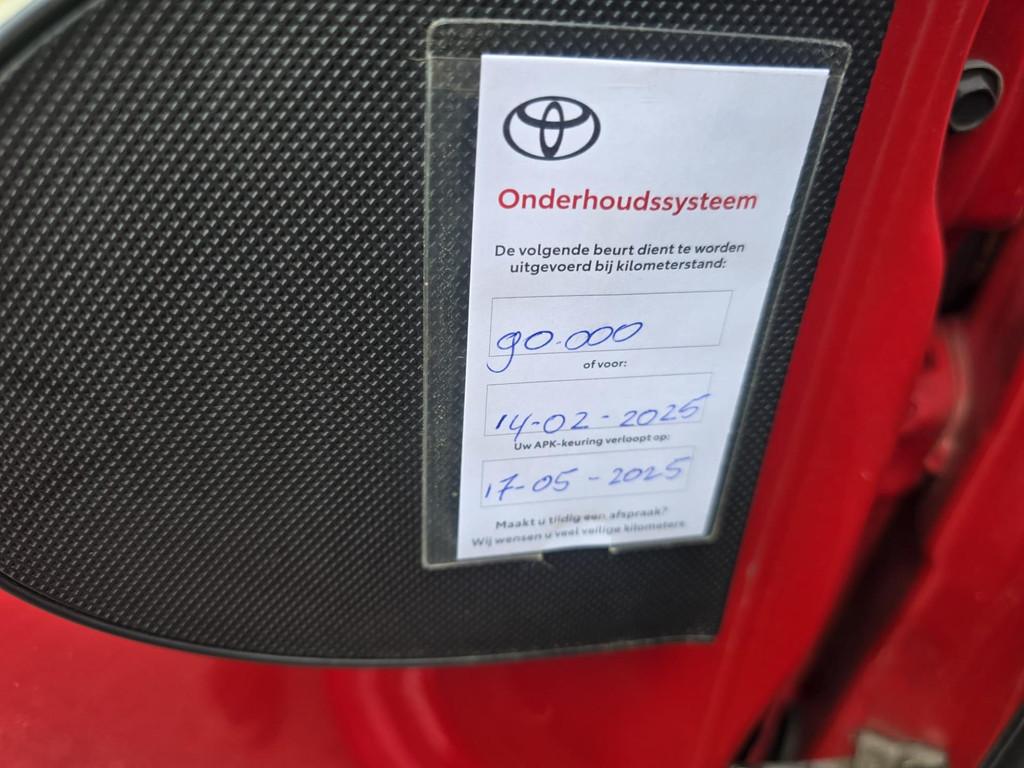 Onderhoudssysteem
De volgende beurt dient te worden
uitgevoerd bij kilometerstand:
90.000
of voor:
14-02-2025
Uw APK-keuring verloopt op:
17-05-2025
Maakt u tijdig een afspraak?
Wij wensen u veel veilige kilometers.